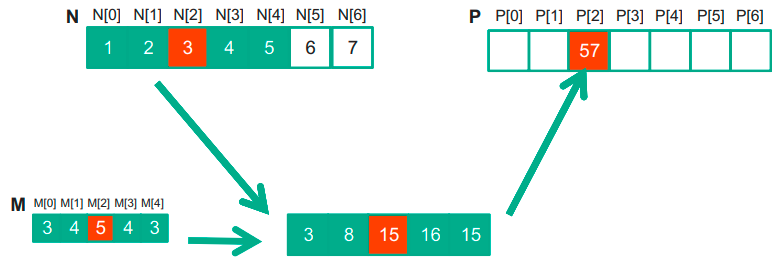 N N[0] N[1] N[2] N[3] N[4] N[5] N[6]
1 2 3 4 5 6 7
P P[0] P[1] P[2] P[3] P[4] P[5] P[6]
57
M M[0] M[1] M[2] M[3] M[4]
3 4 5 4 3
3 8 15 16 15